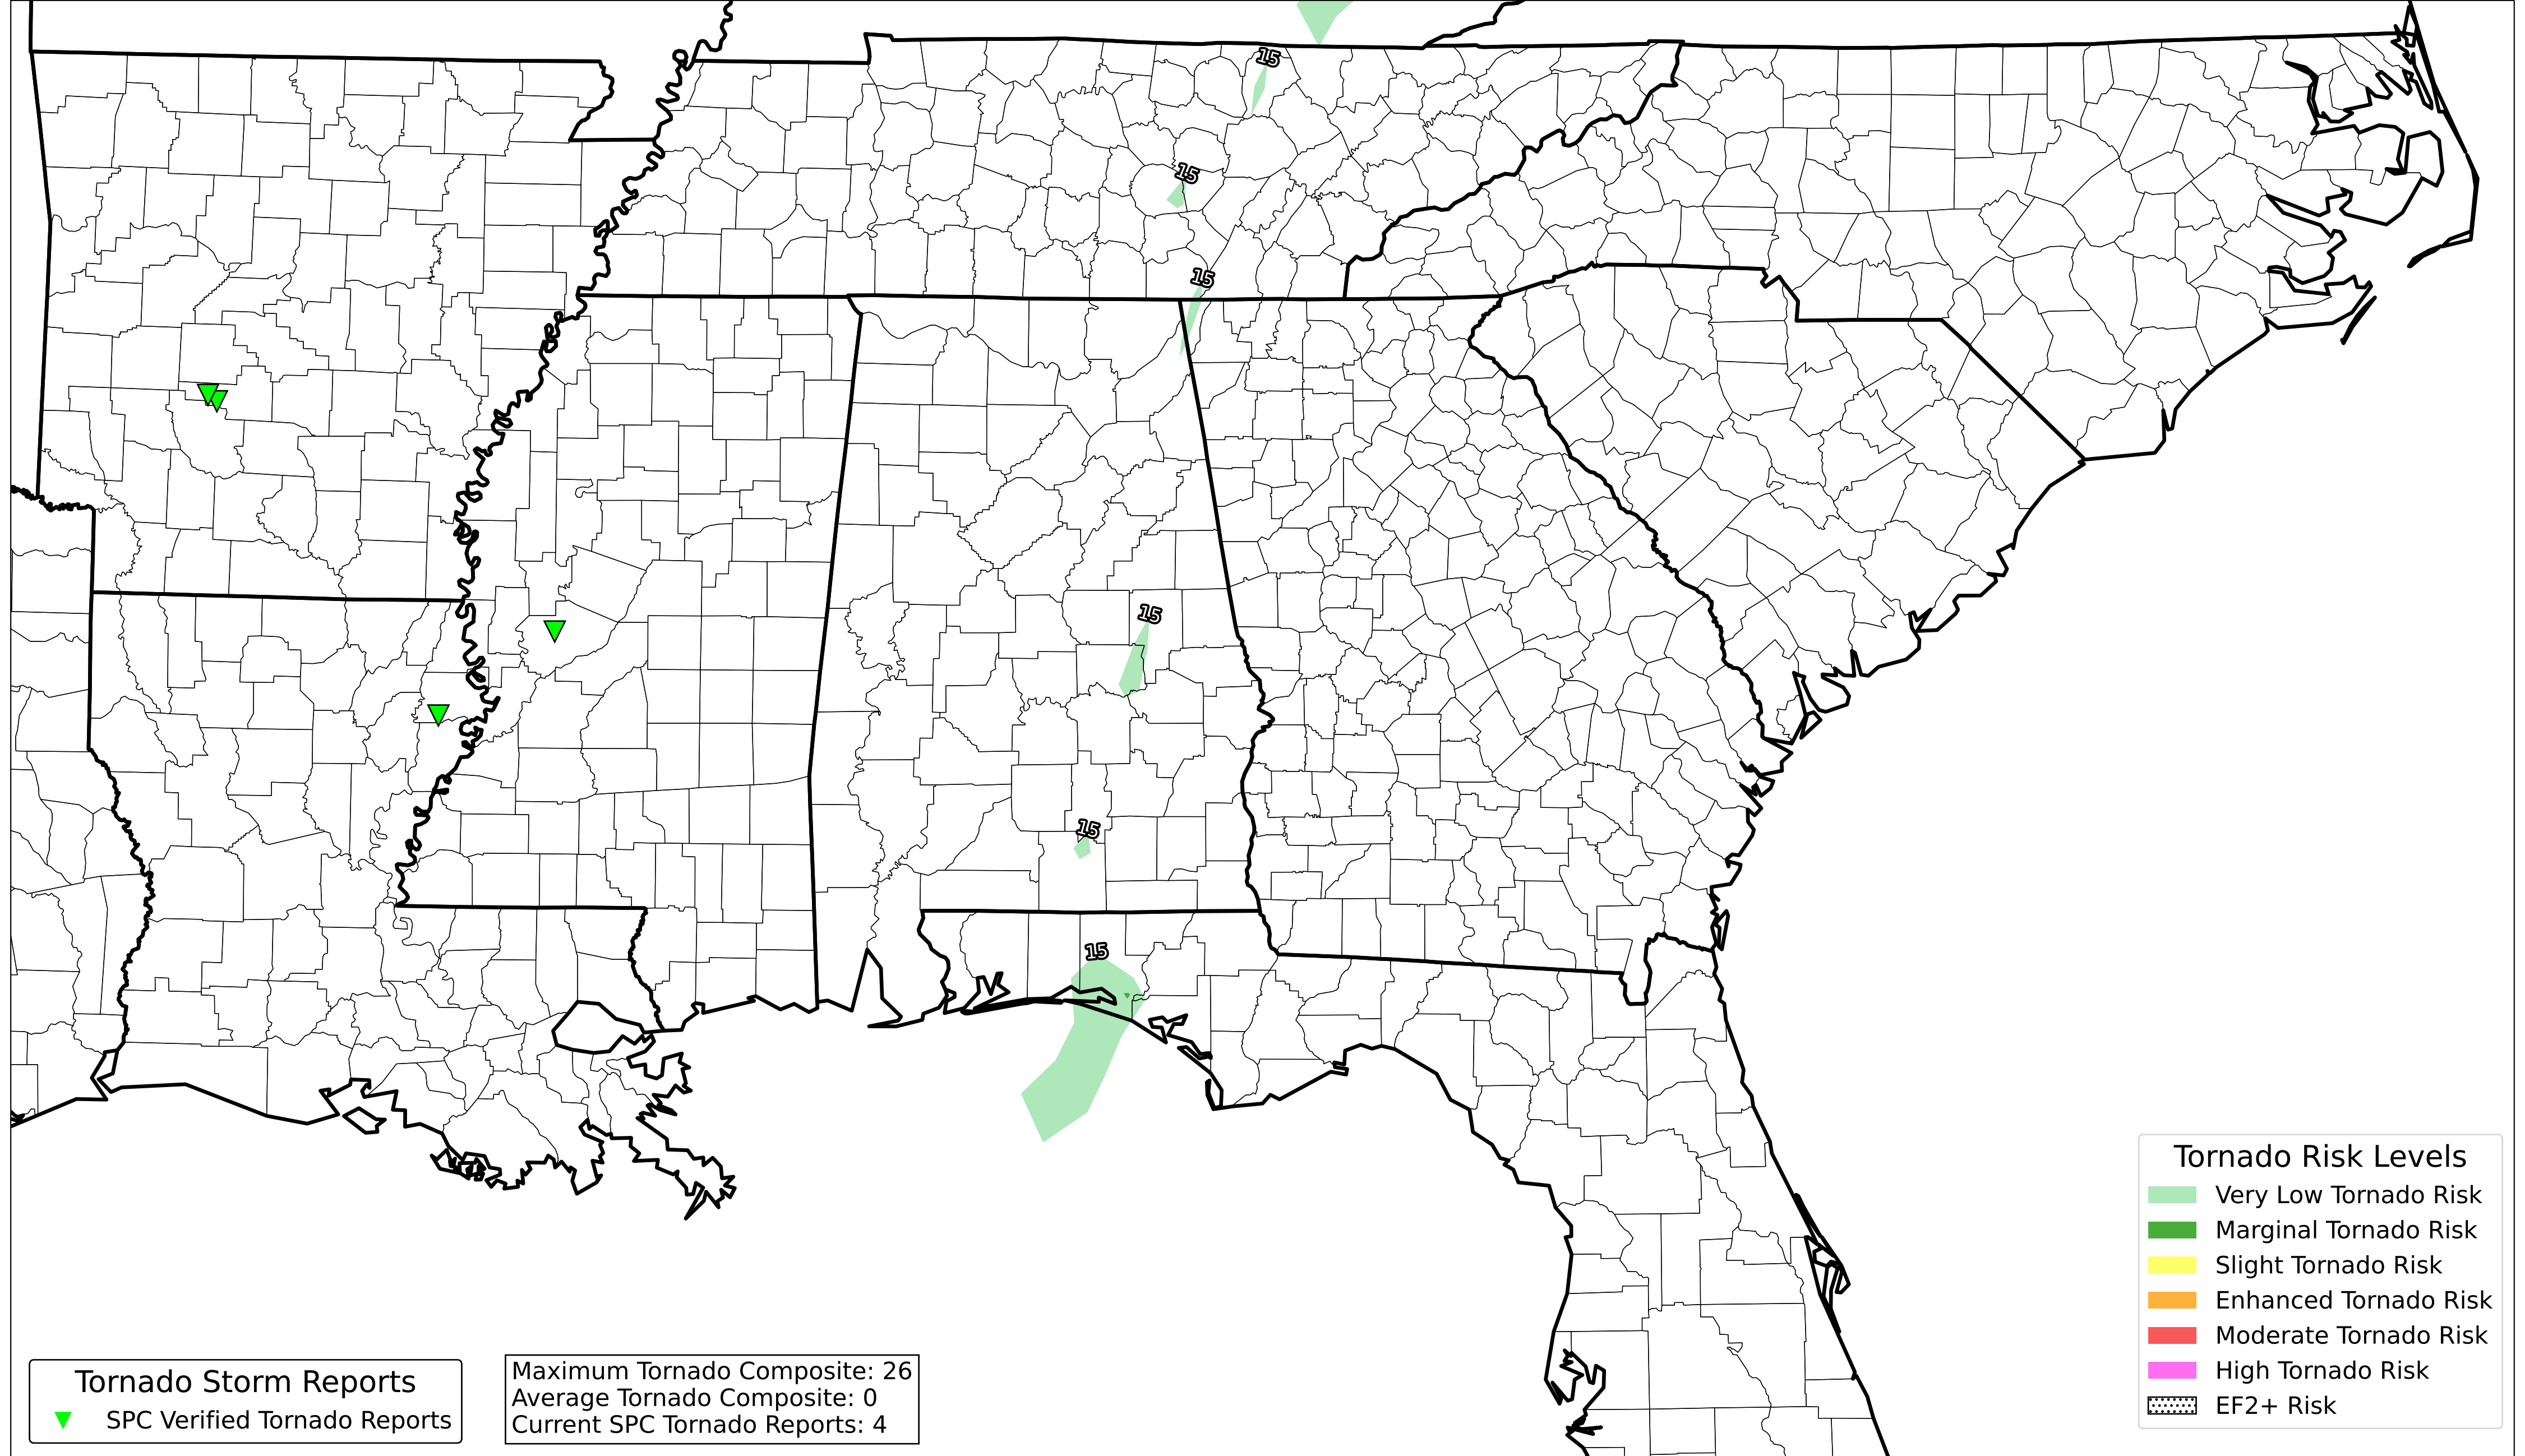 15
15
15
15
15
15
Tornado Risk Levels
Very Low Tornado Risk
Marginal Tornado Risk
Slight Tornado Risk
Enhanced Tornado Risk
Moderate Tornado Risk
High Tornado Risk
EF2+ Risk
Tornado Storm Reports
SPC Verified Tornado Reports
Maximum Tornado Composite: 26
Average Tornado Composite: 0
Current SPC Tornado Reports: 4